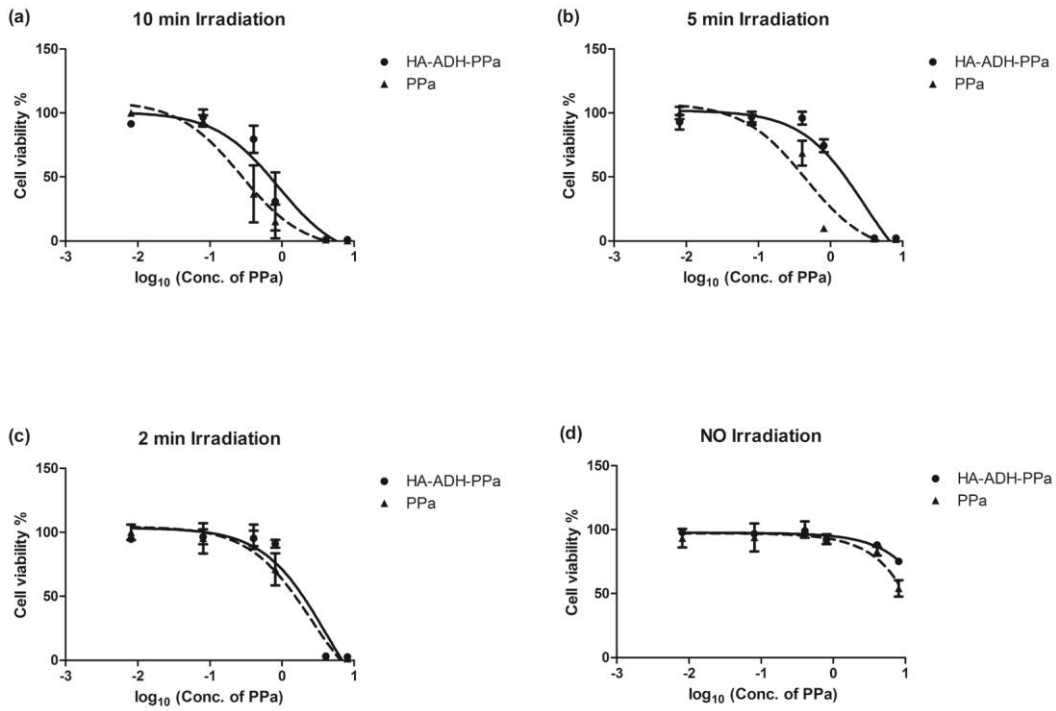 (a)
10 min Irradiation
150
100
50
0
-3
-2
-1
0
1
Cell viability %
log10 (Conc. of PPa)
HA-ADH-PPa
PPa
(b)
5 min Irradiation
150
100
50
0
-3
-2
-1
0
1
Cell viability %
log10 (Conc. of PPa)
HA-ADH-PPa
PPa
(c)
2 min Irradiation
150
100
50
0
-3
-2
-1
0
1
Cell viability %
log10 (Conc. of PPa)
HA-ADH-PPa
PPa
(d)
NO Irradiation
150
100
50
0
-3
-2
-1
0
1
Cell viability %
log10 (Conc. of PPa)
HA-ADH-PPa
PPa